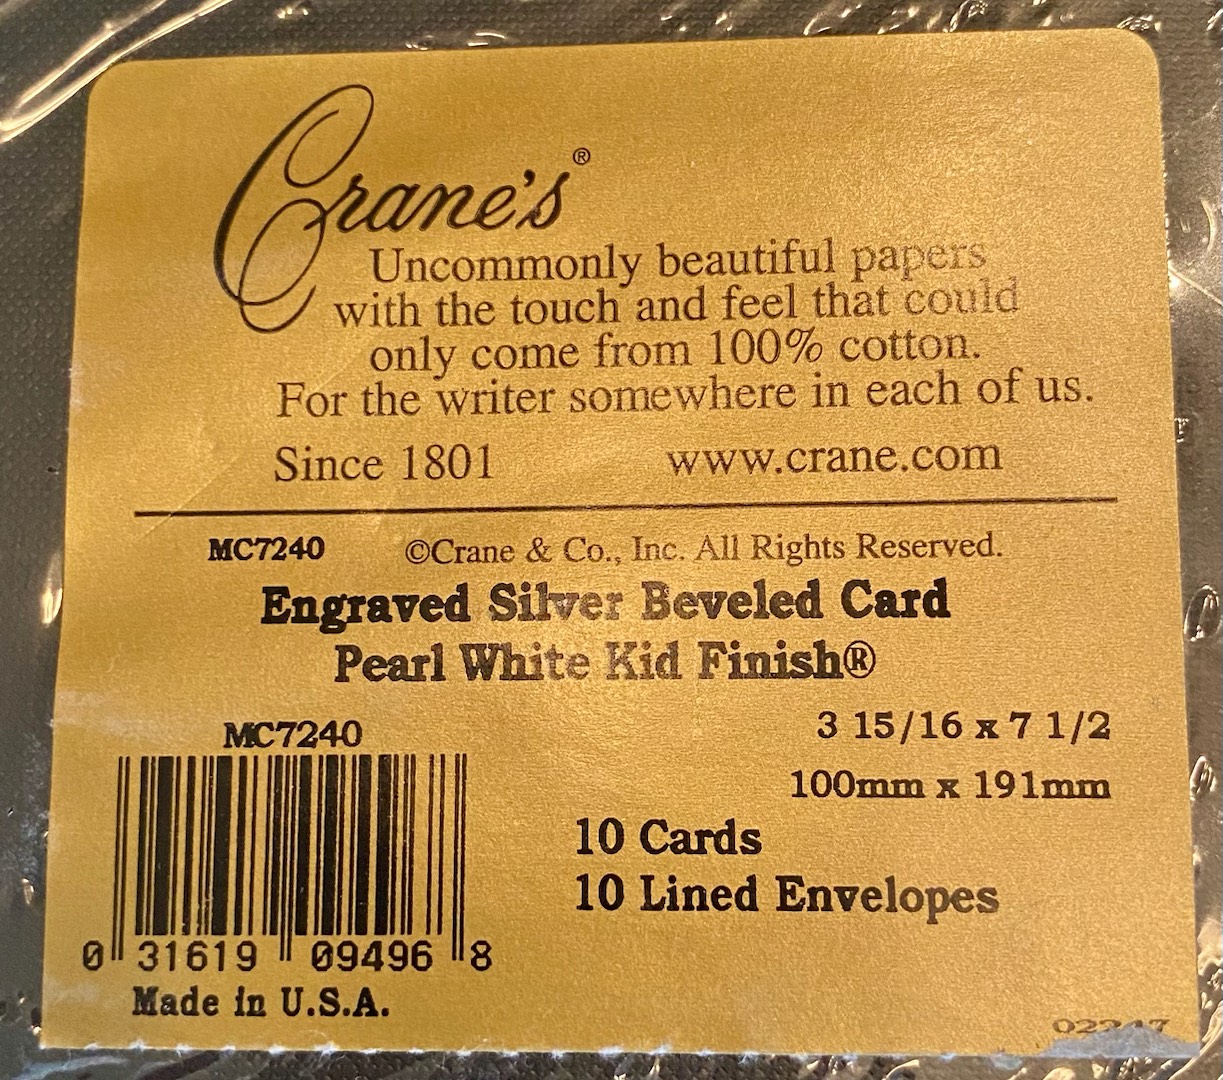 Crane's®
Uncommonly beautiful papers
with the touch and feel that could
only come from 100% cotton.
For the writer somewhere in each of us.
Since 1801 www.crane.com
MC7240 ©Crane & Co., Inc. All Rights Reserved.
Engraved Silver Beveled Card
Pearl White Kid Finish®
MC7240
3 15/16 x 7 1/2
100mm x 191mm
10 Cards
10 Lined Envelopes
0 31619 09496 8
Made in U.S.A.